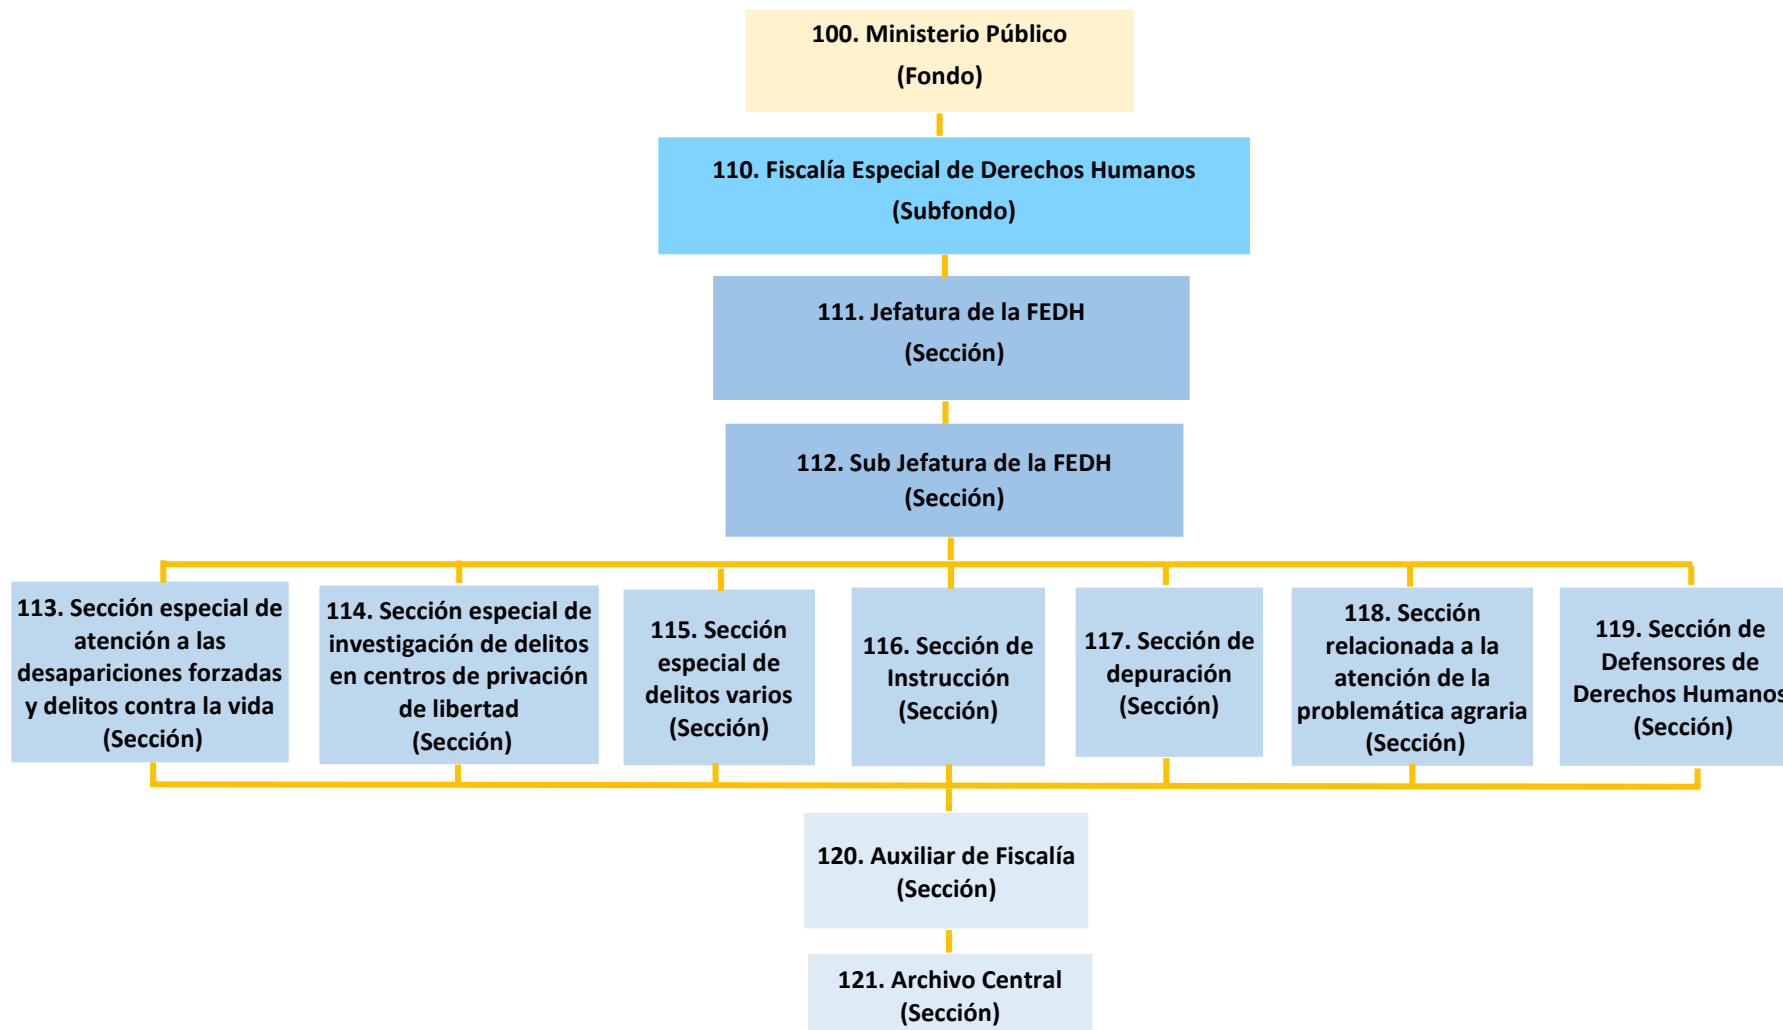 100. Ministerio Público
(Fondo)
110. Fiscalía Especial de Derechos Humanos
(Subfondo)
111. Jefatura de la FEDH
(Sección)
112. Sub Jefatura de la FEDH
(Sección)
113. Sección especial de
atención a las
desapariciones forzadas
y delitos contra la vida
(Sección)
114. Sección especial de
investigación de delitos
en centros de privación
de libertad
(Sección)
115. Sección
especial de
delitos varios
(Sección)
116. Sección de
Instrucción
(Sección)
117. Sección de
depuración
(Sección)
118. Sección
relacionada a la
atención de la
problemática agraria
(Sección)
119. Sección de
Defensores de
Derechos Humanos
(Sección)
120. Auxiliar de Fiscalía
(Sección)
121. Archivo Central
(Sección)